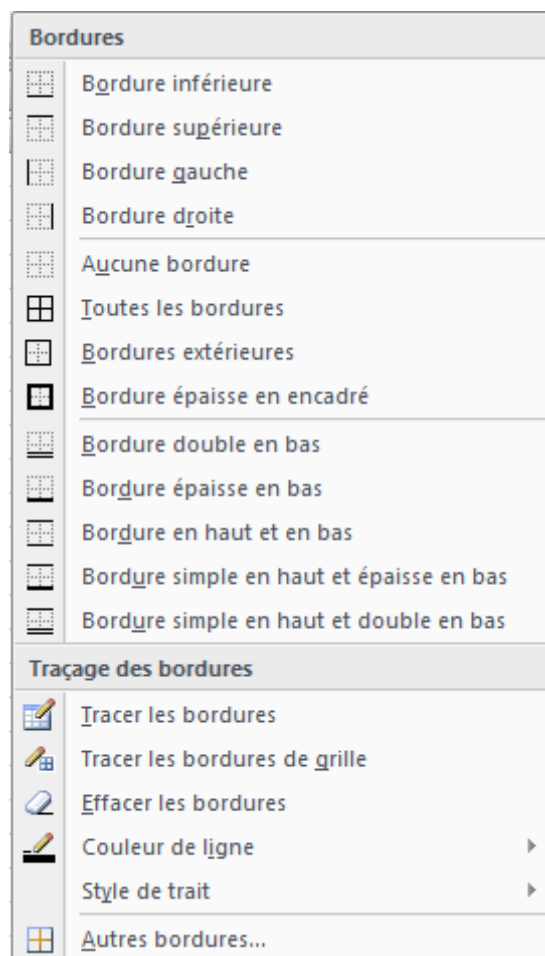 Bordures
Bordure inférieure
Bordure supérieure
Bordure gauche
Bordure droite
Aucune bordure
Toutes les bordures
Bordures extérieures
Bordure épaisse en encadré
Bordure double en bas
Bordure épaisse en bas
Bordure en haut et en bas
Bordure simple en haut et épaisse en bas
Bordure simple en haut et double en bas
Traçage des bordures
Tracer les bordures
Tracer les bordures de grille
Effacer les bordures
Couleur de ligne
Style de trait
Autres bordures...